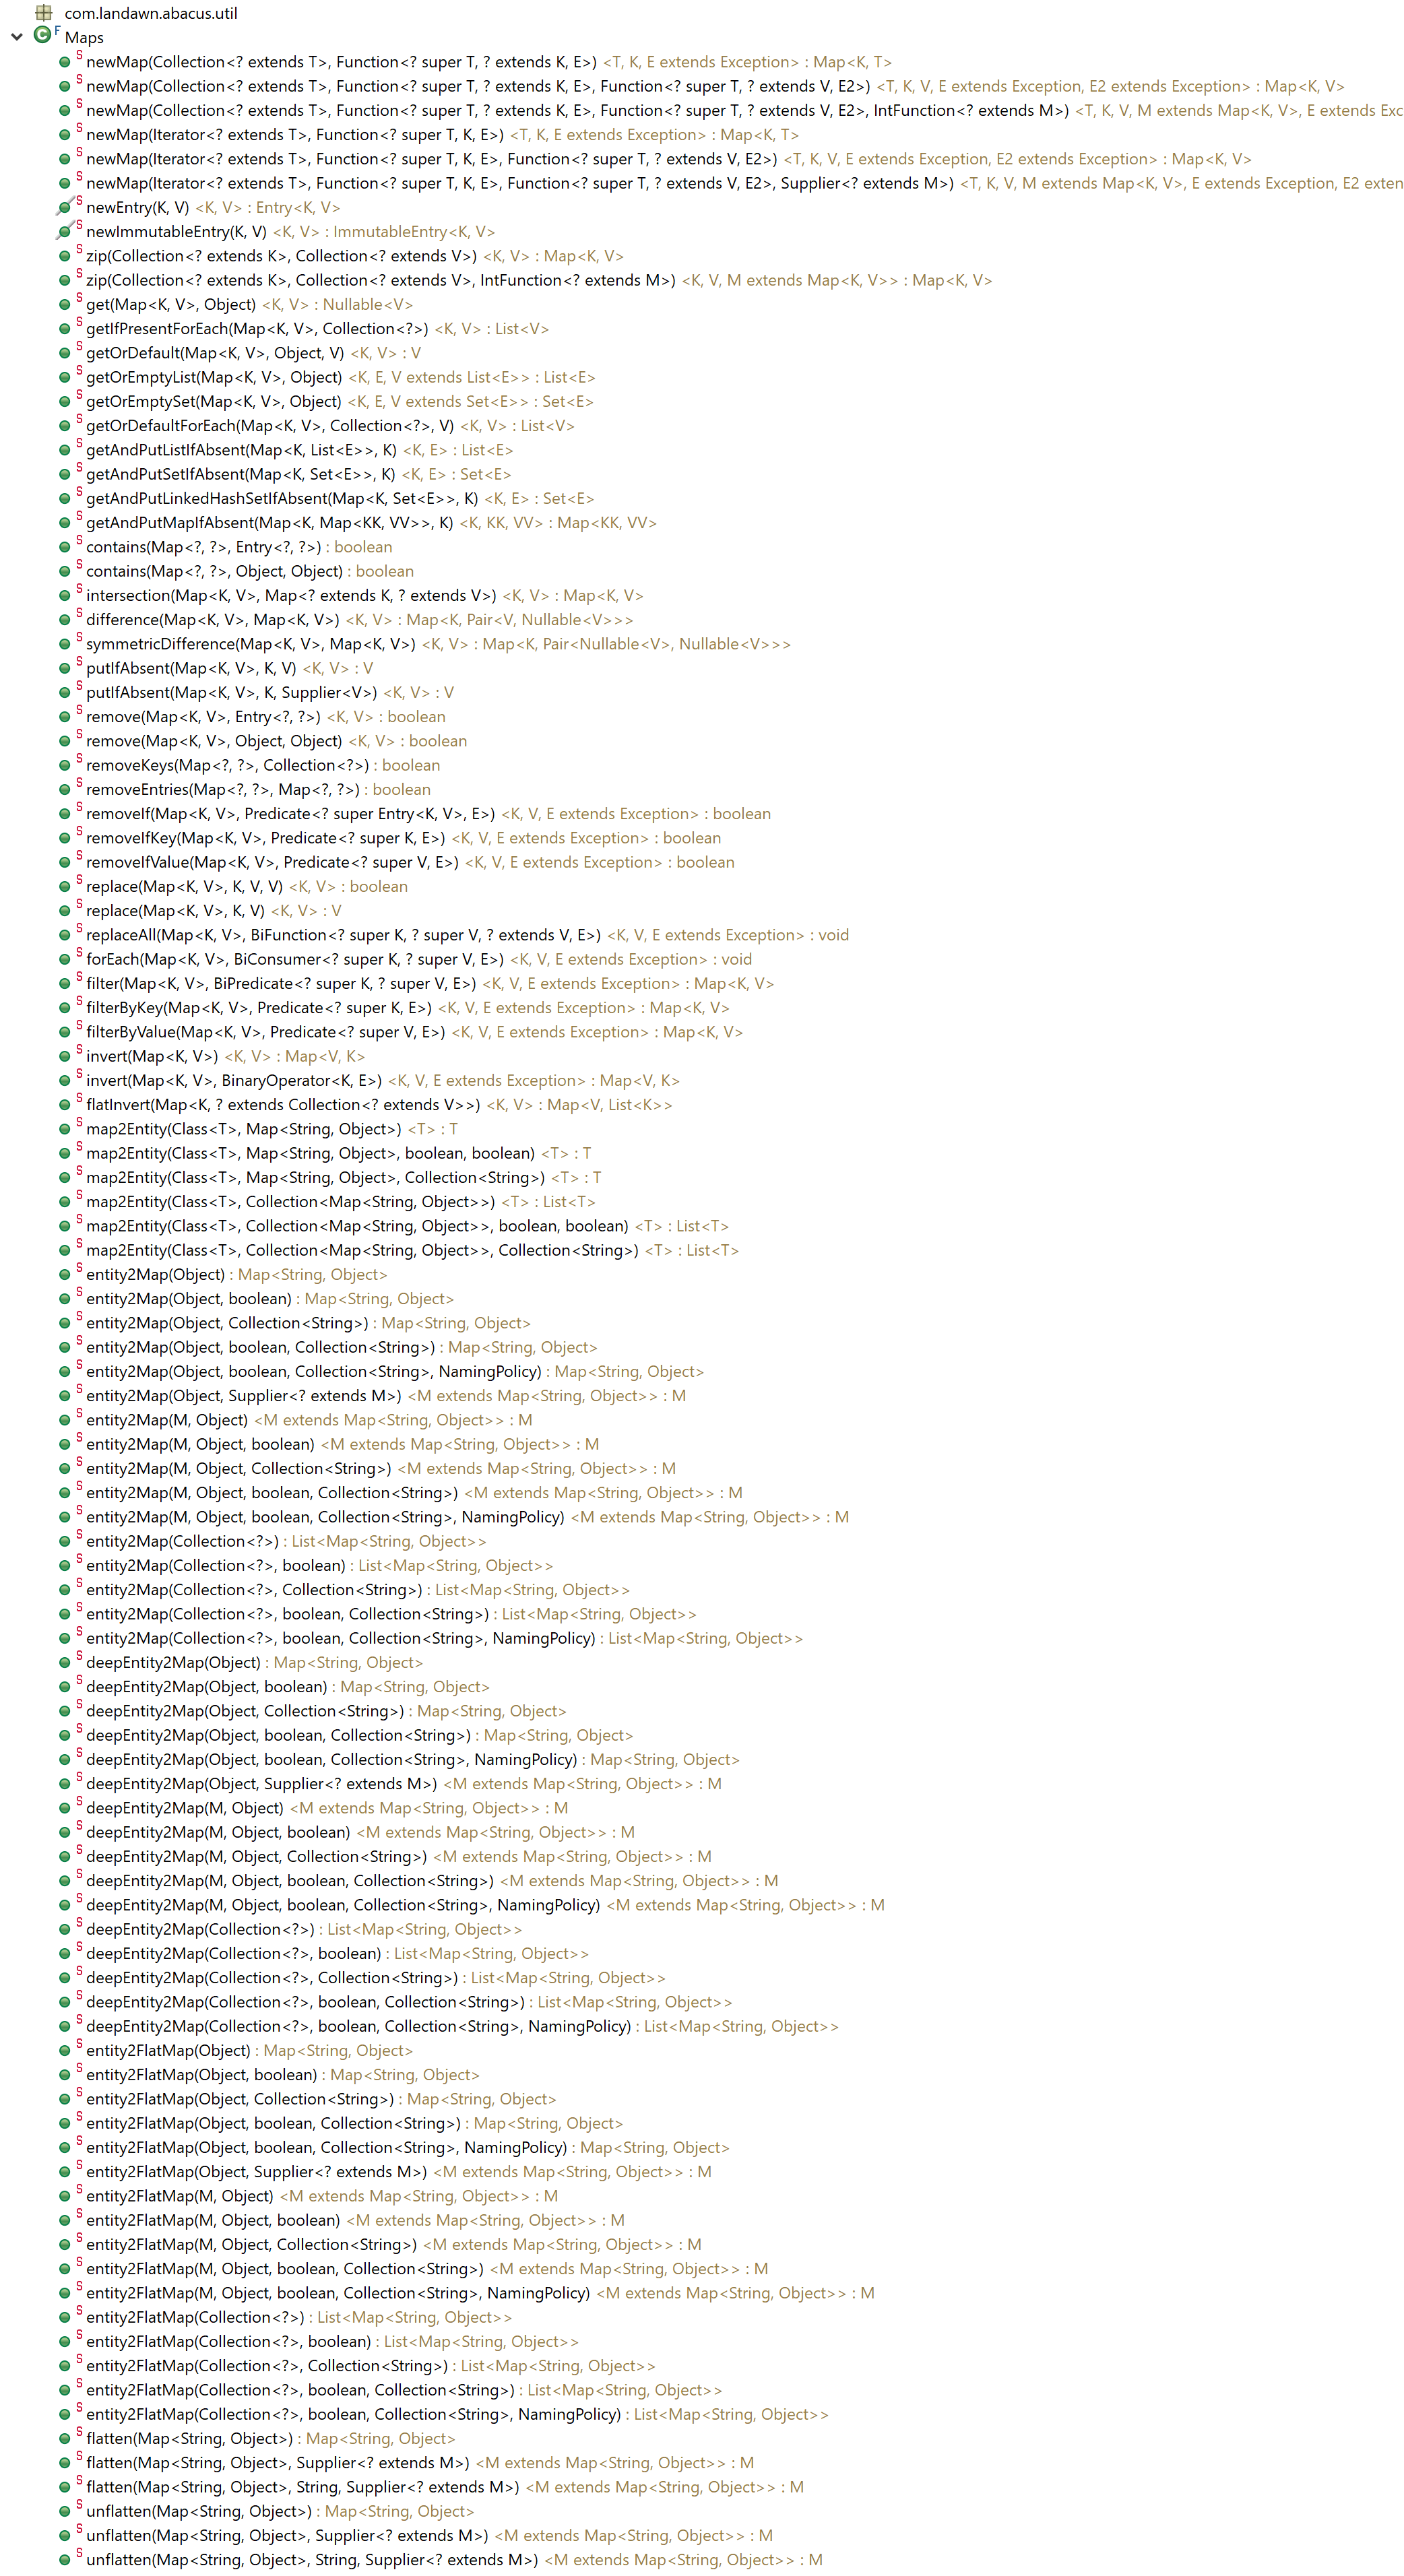 com.landawn.abacus.util
F Maps
S newMap(Collection<? extends T>, Function<? super T, ? extends K, E>) <T, K, E extends Exception> : Map<K, T>
S newMap(Collection<? extends T>, Function<? super T, ? extends K, E>, Function<? super T, ? extends V, E2>) <T, K, V, E extends Exception, E2 extends Exception> : Map<K, V>
S newMap(Collection<? extends T>, Function<? super T, ? extends K, E>, Function<? super T, ? extends V, E2>, IntFunction<? extends M>) <T, K, V, M extends Map<K, V>, E extends Exc
S newMap(Iterator<? extends T>, Function<? super T, K, E>) <T, K, E extends Exception> : Map<K, T>
S newMap(Iterator<? extends T>, Function<? super T, K, E>, Function<? super T, ? extends V, E2>) <T, K, V, E extends Exception, E2 extends Exception> : Map<K, V>
S newMap(Iterator<? extends T>, Function<? super T, K, E>, Function<? super T, ? extends V, E2>, Supplier<? extends M>) <T, K, V, M extends Map<K, V>, E extends Exception, E2 exten
S newEntry(K, V) <K, V> : Entry<K, V>
S newImmutableEntry(K, V) <K, V> : ImmutableEntry<K, V>
S zip(Collection<? extends K>, Collection<? extends V>) <K, V> : Map<K, V>
S zip(Collection<? extends K>, Collection<? extends V>, IntFunction<? extends M>) <K, V, M extends Map<K, V>> : Map<K, V>
S get(Map<K, V>, Object) <K, V> : Nullable<V>
S getIfPresentForEach(Map<K, V>, Collection<?>) <K, V> : List<V>
S getOrDefault(Map<K, V>, Object, V) <K, V> : V
S getOrEmptyList(Map<K, V>, Object) <K, E, V extends List<E>> : List<E>
S getOrEmptySet(Map<K, V>, Object) <K, E, V extends Set<E>> : Set<E>
S getOrDefaultForEach(Map<K, V>, Collection<?>, V) <K, V> : List<V>
S getAndPutListIfAbsent(Map<K, List<E>>, K) <K, E> : List<E>
S getAndPutSetIfAbsent(Map<K, Set<E>>, K) <K, E> : Set<E>
S getAndPutLinkedHashSetIfAbsent(Map<K, Set<E>>, K) <K, E> : Set<E>
S getAndPutMapIfAbsent(Map<K, Map<KK, VV>>, K) <K, KK, VV> : Map<KK, VV>
S contains(Map<?, ?>, Entry<?, ?>) : boolean
S contains(Map<?, ?>, Object, Object) : boolean
S intersection(Map<K, V>, Map<? extends K, ? extends V>) <K, V> : Map<K, V>
S difference(Map<K, V>, Map<K, V>) <K, V> : Map<K, Pair<V, Nullable<V>>>
S symmetricDifference(Map<K, V>, Map<K, V>) <K, V> : Map<K, Pair<Nullable<V>, Nullable<V>>>
S putIfAbsent(Map<K, V>, K, V) <K, V> : V
S putIfAbsent(Map<K, V>, K, Supplier<V>) <K, V> : V
S remove(Map<K, V>, Entry<?, ?>) <K, V> : boolean
S remove(Map<K, V>, Object, Object) <K, V> : boolean
S removeKeys(Map<?, ?>, Collection<?>) : boolean
S removeEntries(Map<?, ?>, Map<?, ?>) : boolean
S removeIf(Map<K, V>, Predicate<? super Entry<K, V>, E>) <K, V, E extends Exception> : boolean
S removeIfKey(Map<K, V>, Predicate<? super K, E>) <K, V, E extends Exception> : boolean
S removeIfValue(Map<K, V>, Predicate<? super V, E>) <K, V, E extends Exception> : boolean
S replace(Map<K, V>, K, V, V) <K, V> : boolean
S replace(Map<K, V>, K, V) <K, V> : V
S replaceAll(Map<K, V>, BiFunction<? super K, ? super V, ? extends V, E>) <K, V, E extends Exception> : void
S forEach(Map<K, V>, BiConsumer<? super K, ? super V, E>) <K, V, E extends Exception> : void
S filter(Map<K, V>, BiPredicate<? super K, ? super V, E>) <K, V, E extends Exception> : Map<K, V>
S filterByKey(Map<K, V>, Predicate<? super K, E>) <K, V, E extends Exception> : Map<K, V>
S filterByValue(Map<K, V>, Predicate<? super V, E>) <K, V, E extends Exception> : Map<K, V>
S invert(Map<K, V>) <K, V> : Map<V, K>
S invert(Map<K, V>, BinaryOperator<K, E>) <K, V, E extends Exception> : Map<V, K>
S flatInvert(Map<K, ? extends Collection<? extends V>>) <K, V> : Map<V, List<K>>
S map2Entity(Class<T>, Map<String, Object>) <T> : T
S map2Entity(Class<T>, Map<String, Object>, boolean, boolean) <T> : T
S map2Entity(Class<T>, Map<String, Object>, Collection<String>) <T> : T
S map2Entity(Class<T>, Collection<Map<String, Object>>) <T> : List<T>
S map2Entity(Class<T>, Collection<Map<String, Object>>, boolean, boolean) <T> : List<T>
S map2Entity(Class<T>, Collection<Map<String, Object>>, Collection<String>) <T> : List<T>
S entity2Map(Object) : Map<String, Object>
S entity2Map(Object, boolean) : Map<String, Object>
S entity2Map(Object, Collection<String>) : Map<String, Object>
S entity2Map(Object, boolean, Collection<String>) : Map<String, Object>
S entity2Map(Object, boolean, Collection<String>, NamingPolicy) : Map<String, Object>
S entity2Map(Object, Supplier<? extends M>) <M extends Map<String, Object>> : M
S entity2Map(M, Object) <M extends Map<String, Object>> : M
S entity2Map(M, Object, boolean) <M extends Map<String, Object>> : M
S entity2Map(M, Object, Collection<String>) <M extends Map<String, Object>> : M
S entity2Map(M, Object, boolean, Collection<String>) <M extends Map<String, Object>> : M
S entity2Map(M, Object, boolean, Collection<String>, NamingPolicy) <M extends Map<String, Object>> : M
S entity2Map(Collection<?>) : List<Map<String, Object>>
S entity2Map(Collection<?>, boolean) : List<Map<String, Object>>
S entity2Map(Collection<?>, Collection<String>) : List<Map<String, Object>>
S entity2Map(Collection<?>, boolean, Collection<String>) : List<Map<String, Object>>
S entity2Map(Collection<?>, boolean, Collection<String>, NamingPolicy) : List<Map<String, Object>>
S deepEntity2Map(Object) : Map<String, Object>
S deepEntity2Map(Object, boolean) : Map<String, Object>
S deepEntity2Map(Object, Collection<String>) : Map<String, Object>
S deepEntity2Map(Object, boolean, Collection<String>) : Map<String, Object>
S deepEntity2Map(Object, boolean, Collection<String>, NamingPolicy) : Map<String, Object>
S deepEntity2Map(Object, Supplier<? extends M>) <M extends Map<String, Object>> : M
S deepEntity2Map(M, Object) <M extends Map<String, Object>> : M
S deepEntity2Map(M, Object, boolean) <M extends Map<String, Object>> : M
S deepEntity2Map(M, Object, Collection<String>) <M extends Map<String, Object>> : M
S deepEntity2Map(M, Object, boolean, Collection<String>) <M extends Map<String, Object>> : M
S deepEntity2Map(M, Object, boolean, Collection<String>, NamingPolicy) <M extends Map<String, Object>> : M
S deepEntity2Map(Collection<?>) : List<Map<String, Object>>
S deepEntity2Map(Collection<?>, boolean) : List<Map<String, Object>>
S deepEntity2Map(Collection<?>, Collection<String>) : List<Map<String, Object>>
S deepEntity2Map(Collection<?>, boolean, Collection<String>) : List<Map<String, Object>>
S deepEntity2Map(Collection<?>, boolean, Collection<String>, NamingPolicy) : List<Map<String, Object>>
S entity2FlatMap(Object) : Map<String, Object>
S entity2FlatMap(Object, boolean) : Map<String, Object>
S entity2FlatMap(Object, Collection<String>) : Map<String, Object>
S entity2FlatMap(Object, boolean, Collection<String>) : Map<String, Object>
S entity2FlatMap(Object, boolean, Collection<String>, NamingPolicy) : Map<String, Object>
S entity2FlatMap(Object, Supplier<? extends M>) <M extends Map<String, Object>> : M
S entity2FlatMap(M, Object) <M extends Map<String, Object>> : M
S entity2FlatMap(M, Object, boolean) <M extends Map<String, Object>> : M
S entity2FlatMap(M, Object, Collection<String>) <M extends Map<String, Object>> : M
S entity2FlatMap(M, Object, boolean, Collection<String>) <M extends Map<String, Object>> : M
S entity2FlatMap(M, Object, boolean, Collection<String>, NamingPolicy) <M extends Map<String, Object>> : M
S entity2FlatMap(Collection<?>) : List<Map<String, Object>>
S entity2FlatMap(Collection<?>, boolean) : List<Map<String, Object>>
S entity2FlatMap(Collection<?>, Collection<String>) : List<Map<String, Object>>
S entity2FlatMap(Collection<?>, boolean, Collection<String>) : List<Map<String, Object>>
S entity2FlatMap(Collection<?>, boolean, Collection<String>, NamingPolicy) : List<Map<String, Object>>
S flatten(Map<String, Object>) : Map<String, Object>
S flatten(Map<String, Object>, Supplier<? extends M>) <M extends Map<String, Object>> : M
S flatten(Map<String, Object>, String, Supplier<? extends M>) <M extends Map<String, Object>> : M
S unflatten(Map<String, Object>) : Map<String, Object>
S unflatten(Map<String, Object>, Supplier<? extends M>) <M extends Map<String, Object>> : M
S unflatten(Map<String, Object>, String, Supplier<? extends M>) <M extends Map<String, Object>> : M